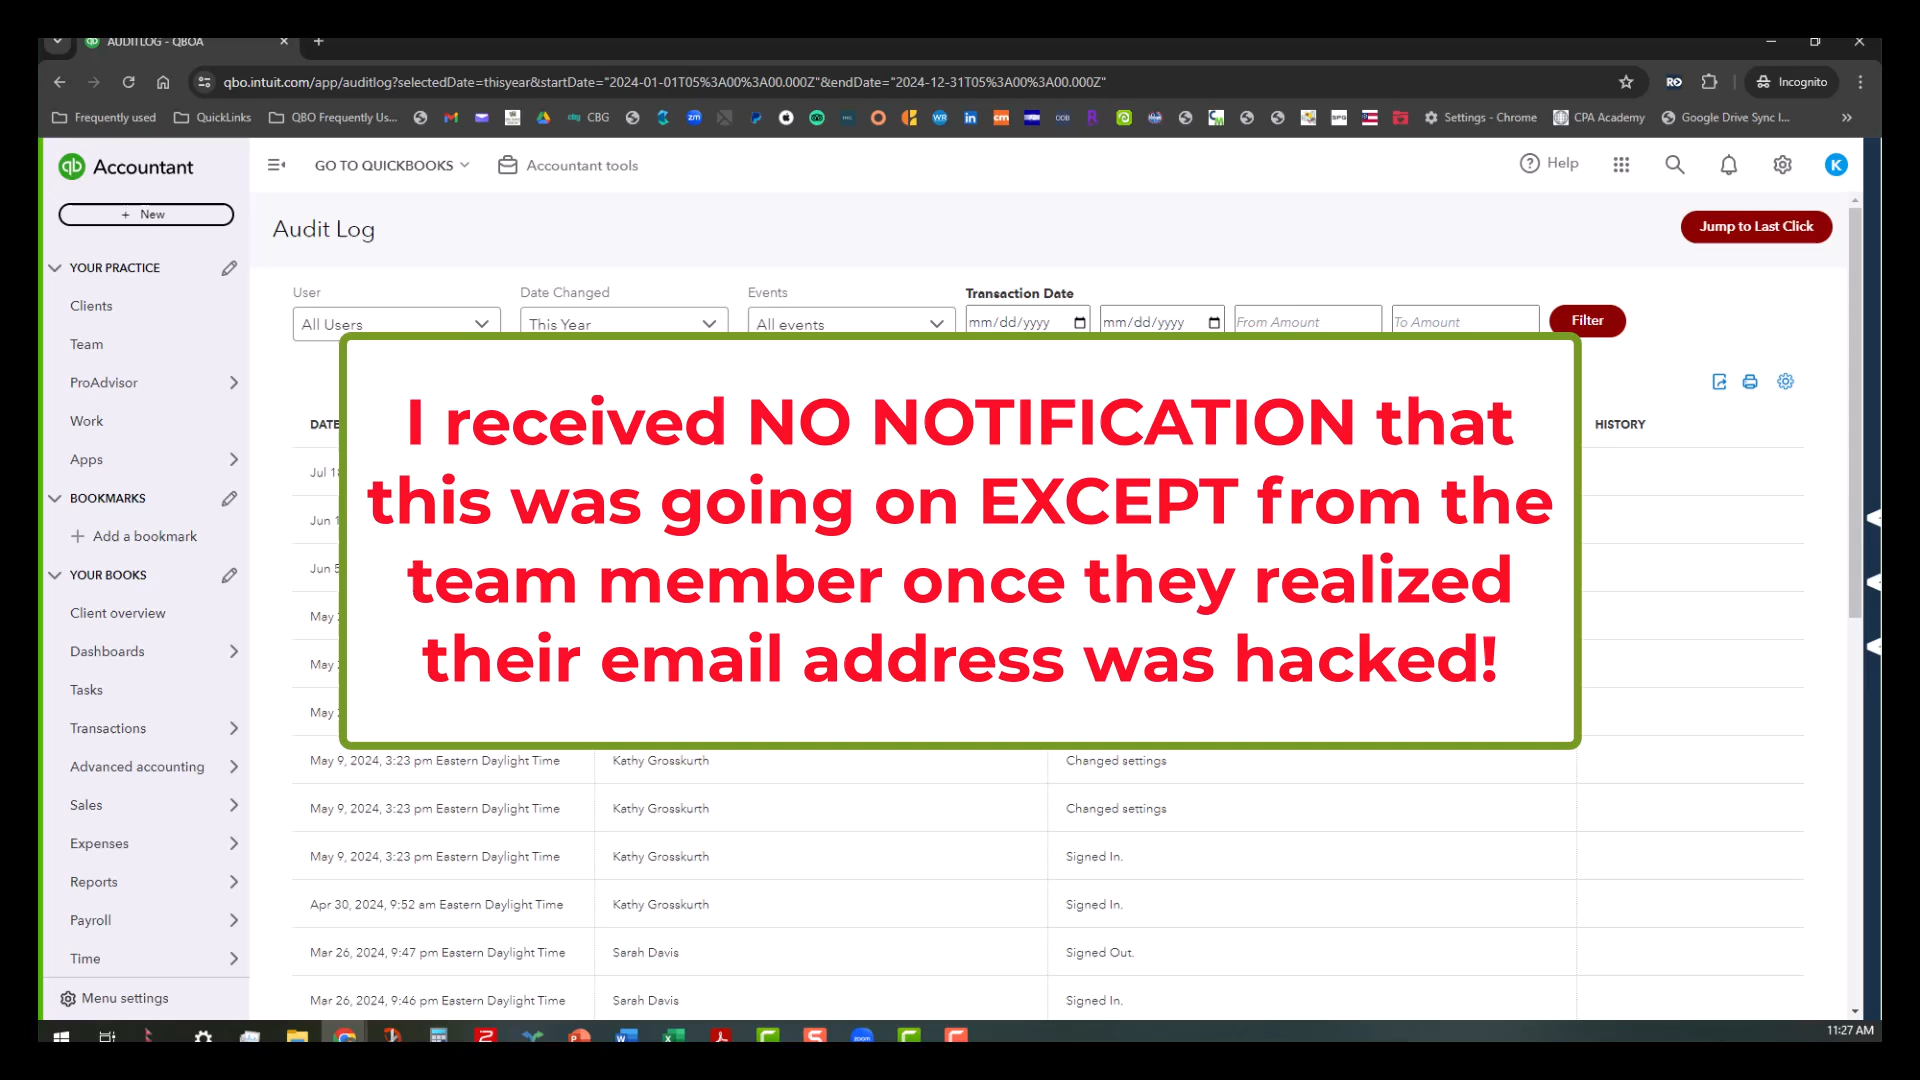 AUDIT LOG - QBOA
qbo.intuit.com/app/auditlog?selectedDate=thisyear&startDate="2024-01-01T05%3A00%3A00.000Z"&endDate="2024-12-31T05%3A00%3A00.000Z"
Incognito
Frequently used
QuickLinks
QBO Frequently Us...
CBG
Settings - Chrome
CPA Academy
Google Drive Sync I...
qb Accountant
GO TO QUICKBOOKS
Accountant tools
Help
K
+ New
Audit Log
Jump to Last Click
YOUR PRACTICE
Clients
Team
ProAdvisor
Work
Apps
BOOKMARKS
+ Add a bookmark
YOUR BOOKS
Client overview
Dashboards
Tasks
Transactions
Advanced accounting
Sales
Expenses
Reports
Payroll
Time
Menu settings
User
Date Changed
Events
Transaction Date
All Users
This Year
All events
mm/dd/yyyy
mm/dd/yyyy
From Amount
To Amount
Filter
DATE
HISTORY
I received NO NOTIFICATION that
this was going on EXCEPT from the
team member once they realized
their email address was hacked!
Jun 5
May
May
May
May 9, 2024, 3:23 pm Eastern Daylight Time Kathy Grosskurth Changed settings
May 9, 2024, 3:23 pm Eastern Daylight Time Kathy Grosskurth Changed settings
May 9, 2024, 3:23 pm Eastern Daylight Time Kathy Grosskurth Signed In.
Apr 30, 2024, 9:52 am Eastern Daylight Time Kathy Grosskurth Signed In.
Mar 26, 2024, 9:47 pm Eastern Daylight Time Sarah Davis Signed Out.
Mar 26, 2024, 9:46 pm Eastern Daylight Time Sarah Davis Signed In.
11:27 AM